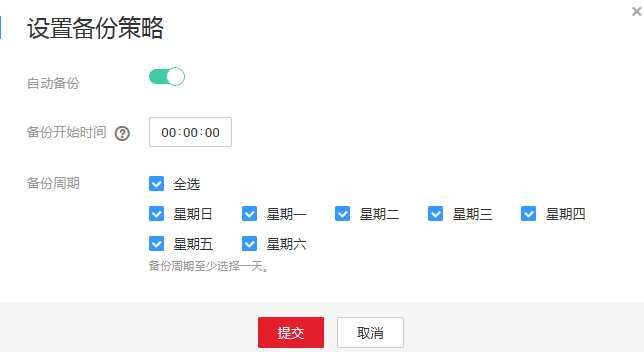 设置备份策略
自动备份
备份开始时间 00:00:00
备份周期 全选
星期日 星期一 星期二 星期三 星期四
星期五 星期六
备份周期至少选择一天。
提交 取消